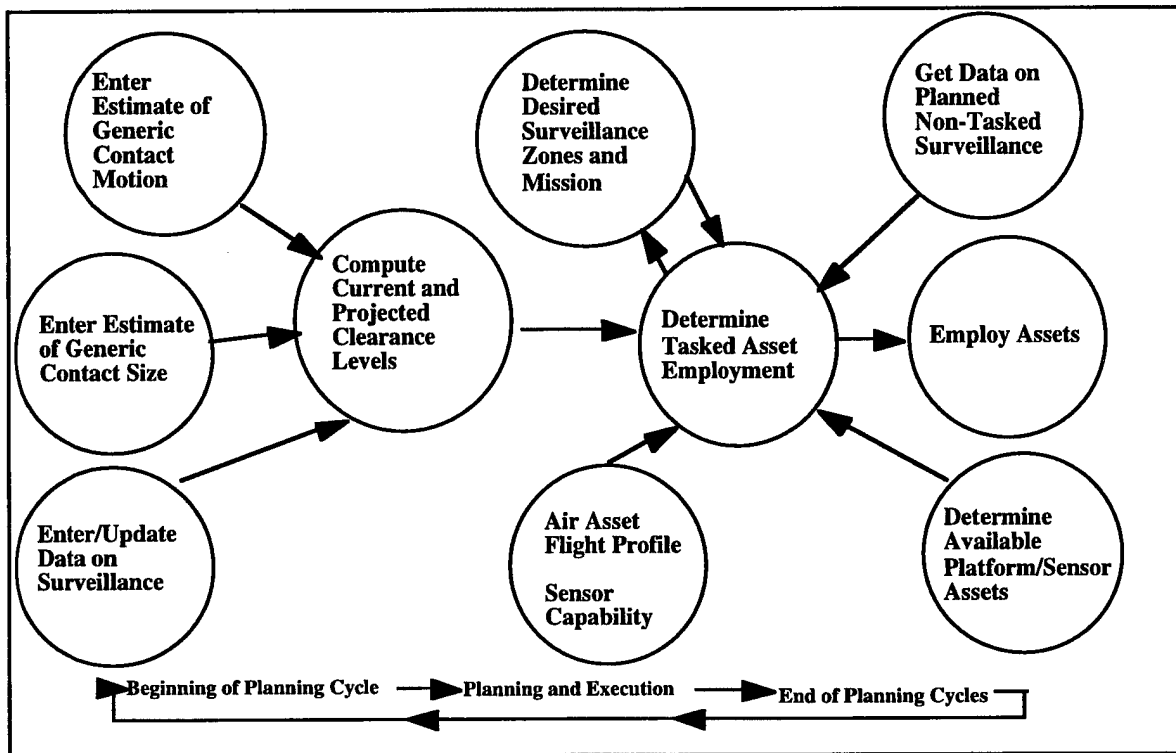 Enter
Estimate of
Generic
Contact
Motion
Determine
Desired
Surveillance
Zones and
Mission
Get Data on
Planned
Non-Tasked
Surveillance
Enter Estimate
of Generic
Contact Size
Compute
Current and
Projected
Clearance
Levels
Determine
Tasked Asset
Employment
Employ Assets
Enter/Update
Data on
Surveillance
Air Asset
Flight Profile
Sensor
Capability
Determine
Available
Platform/Sensor
Assets
Beginning of Planning Cycle
Planning and Execution
End of Planning Cycles